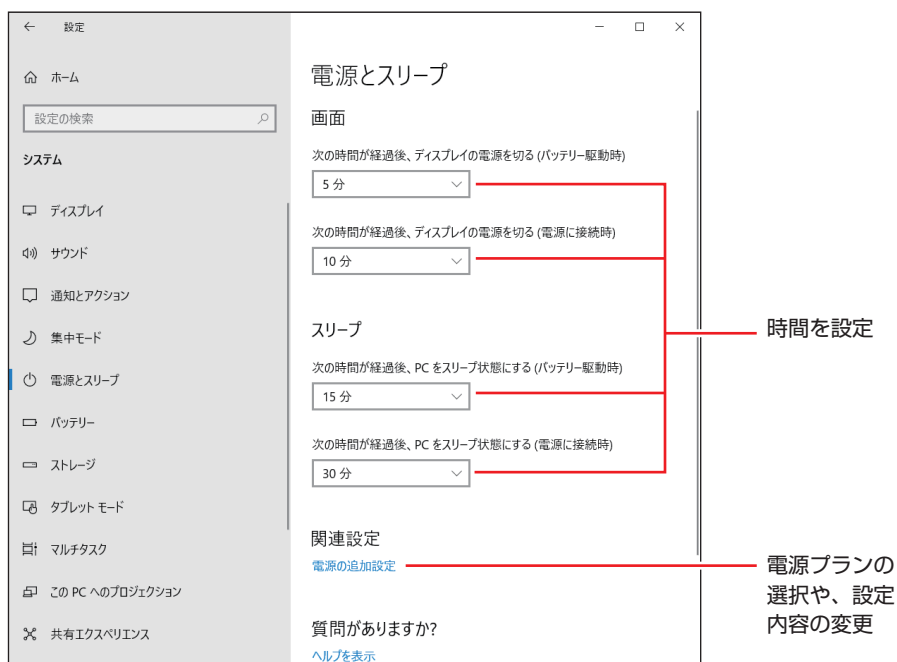 設定
ホーム
設定の検索
システム
ディスプレイ
サウンド
通知とアクション
集中モード
電源とスリープ
バッテリー
ストレージ
タブレット モード
マルチタスク
この PC へのプロジェクション
共有エクスペリエンス
電源とスリープ
画面
次の時間が経過後、ディスプレイの電源を切る (バッテリー駆動時)
5 分
次の時間が経過後、ディスプレイの電源を切る (電源に接続時)
10 分
スリープ
次の時間が経過後、PC をスリープ状態にする (バッテリー駆動時)
15 分
次の時間が経過後、PC をスリープ状態にする (電源に接続時)
30 分
関連設定
電源の追加設定
質問がありますか?
ヘルプを表示
時間を設定
電源プランの
選択や、設定
内容の変更